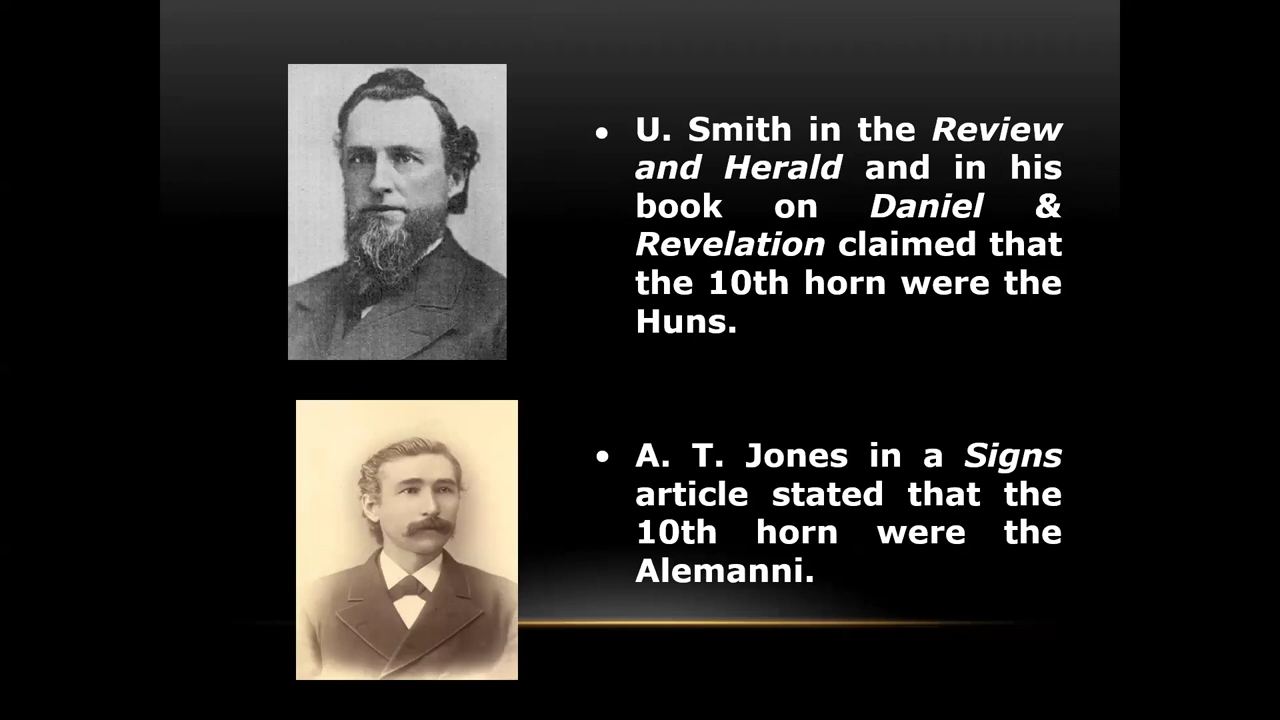 • U. Smith in the Review
and Herald and in his
book on Daniel &
Revelation claimed that
the 10th horn were the
Huns.
• A. T. Jones in a Signs
article stated that the
10th horn were the
Alemanni.